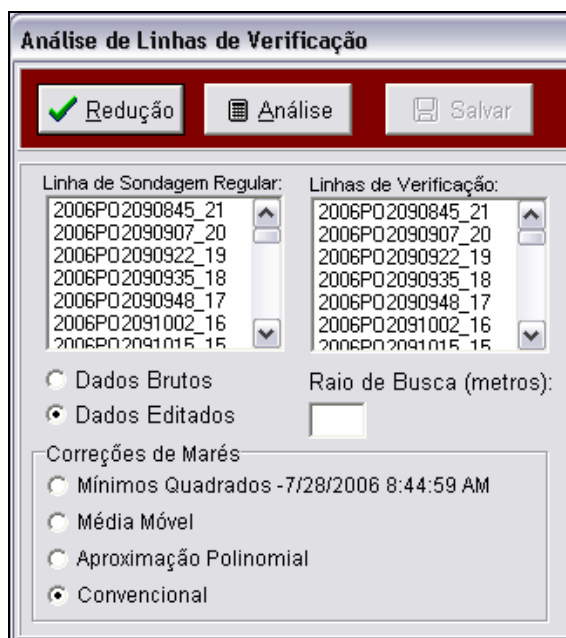 Análise de Linhas de Verificação
Redução
Análise
Salvar
Linha de Sondagem Regular:
2006PO2090845_21
2006PO2090907_20
2006PO2090922_19
2006PO2090935_18
2006PO2090948_17
2006PO2091002_16
2006PO2091015_15
Linhas de Verificação:
2006PO2090845_21
2006PO2090907_20
2006PO2090922_19
2006PO2090935_18
2006PO2090948_17
2006PO2091002_16
2006PO2091015_15
Dados Brutos
Dados Editados
Raio de Busca (metros):
Correções de Marés
Mínimos Quadrados -7/28/2006 8:44:59 AM
Média Móvel
Aproximação Polinomial
Convencional